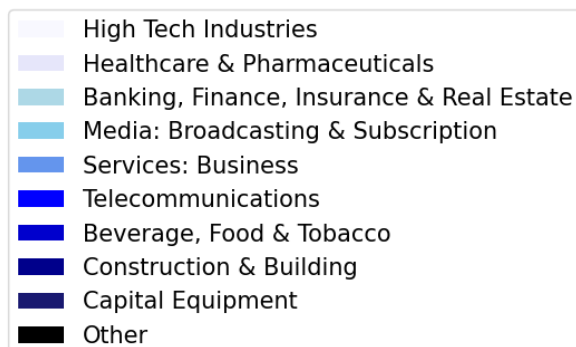 High Tech Industries
Healthcare & Pharmaceuticals
Banking, Finance, Insurance & Real Estate
Media: Broadcasting & Subscription
Services: Business
Telecommunications
Beverage, Food & Tobacco
Construction & Building
Capital Equipment
Other